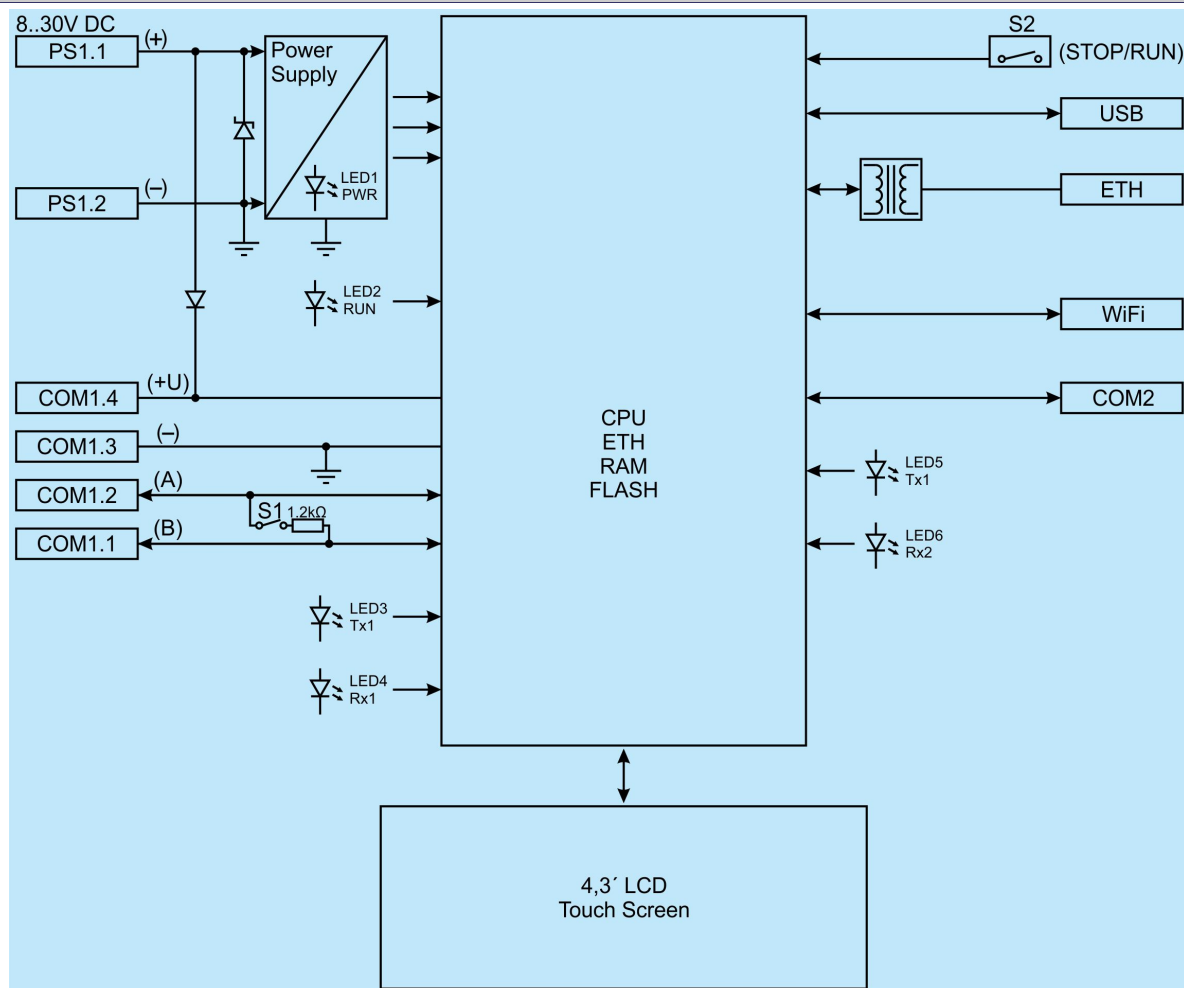 8..30V DC
PS1.1
(+)
Power
Supply
LED1
PWR
PS1.2
(–)
LED2
RUN
COM1.4
(+U)
COM1.3
(–)
COM1.2
(A)
S1
1.2kΩ
COM1.1
(B)
LED3
Tx1
LED4
Rx1
CPU
ETH
RAM
FLASH
S2
(STOP/RUN)
USB
ETH
WiFi
COM2
LED5
Tx1
LED6
Rx2
4,3´ LCD
Touch Screen